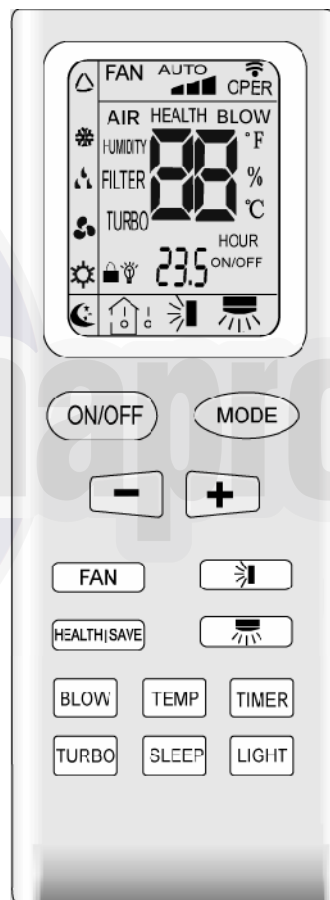 FAN AUTO OPER
AIR HEALTH BLOW
HUMIDITY 88 °F
FILTER %
TURBO °C
HOUR
23.5 ON/OFF
ON/OFF MODE
- +
FAN
HEALTH|SAVE
BLOW TEMP TIMER
TURBO SLEEP LIGHT